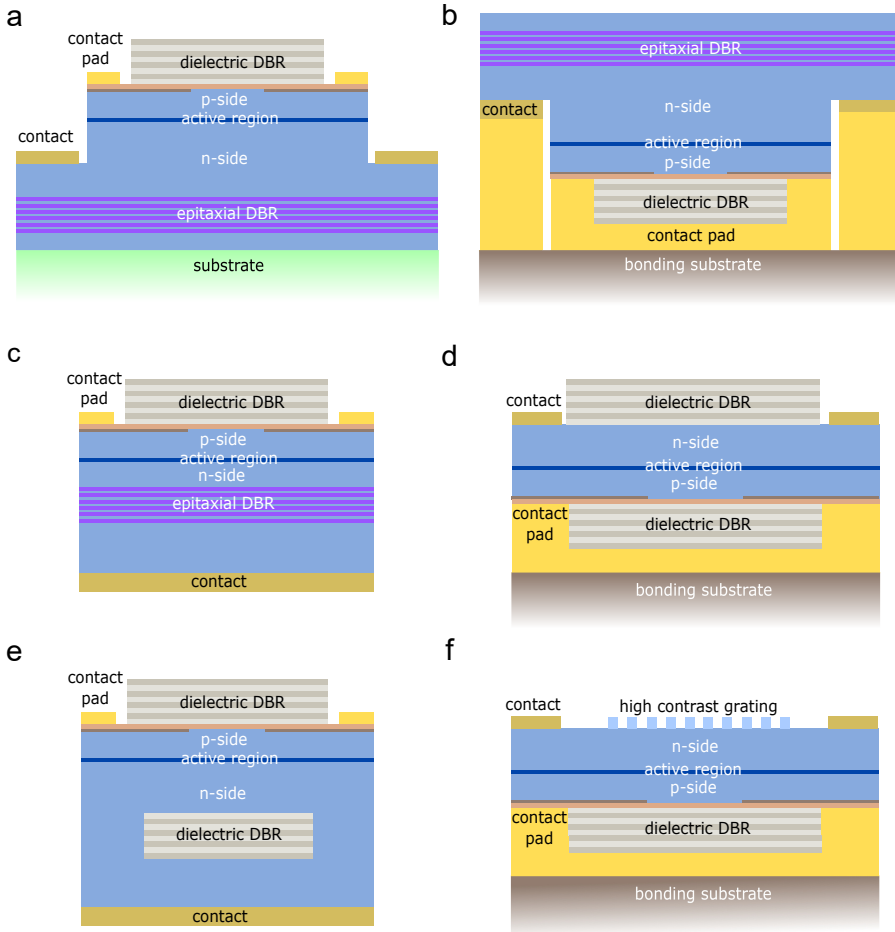 a
contact
pad
dielectric DBR
p-side
active region
contact
n-side
epitaxial DBR
substrate
b
epitaxial DBR
n-side
contact
active region
p-side
dielectric DBR
contact pad
bonding substrate
c
contact
pad
dielectric DBR
p-side
active region
n-side
epitaxial DBR
contact
d
contact
dielectric DBR
n-side
active region
p-side
contact
pad
dielectric DBR
bonding substrate
e
contact
pad
dielectric DBR
p-side
active region
n-side
dielectric DBR
contact
f
contact
high contrast grating
n-side
active region
p-side
contact
pad
dielectric DBR
bonding substrate